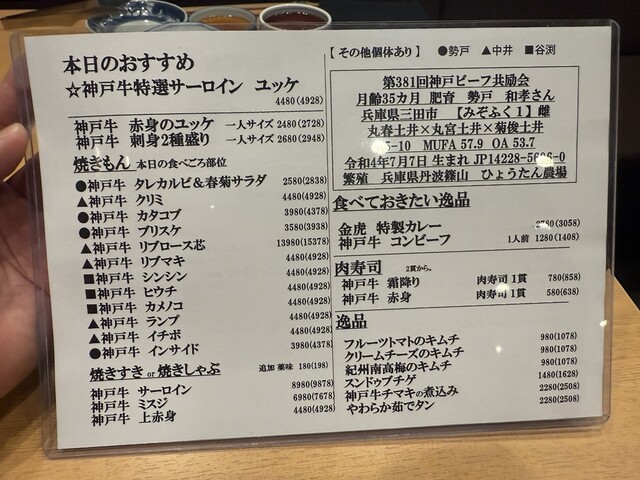 本日のおすすめ
☆神戸牛特選サーロイン ユッケ
4480(4928)
神戸牛 赤身のユッケ 一人サイズ 2480(2728)
神戸牛 刺身2種盛り 一人サイズ 2680(2948)
焼きもん 本日の食べごろ部位
●神戸牛 タレカルビ&春菊サラダ 2580(2838)
▲神戸牛 クリミ 4480(4928)
●神戸牛 カタコブ 3980(4378)
●神戸牛 ブリスケ 3580(3938)
▲神戸牛 リブロース芯 13980(15378)
▲神戸牛 リブマキ 4480(4928)
■神戸牛 シンシン 4480(4928)
■神戸牛 ヒウチ 4480(4928)
■神戸牛 カメノコ 4480(4928)
▲神戸牛 ランプ 4480(4928)
▲神戸牛 イチボ 4480(4928)
●神戸牛 インサイド 3980(4378)
焼きすき or 焼きしゃぶ 追加 薬味 180(198)
神戸牛 サーロイン 8980(9878)
神戸牛 ミスジ 6980(7678)
神戸牛 上赤身 4480(4928)
【 その他個体あり 】 ●勢戸 ▲中井 ■谷渕
第381回神戸ビーフ共励会
月齢35カ月 肥育 勢戸 和孝さん
兵庫県三田市 【みぞふく1】雌
丸春土井×丸宮土井×菊俊土井
5-10 MUFA 57.9 OA 53.7
令和4年7月7日 生まれ JP14228-56 6-0
繁殖 兵庫県丹波篠山 ひょうたん農場
食べておきたい逸品
金虎 特製カレー 2780(3058)
神戸牛 コンビーフ 1人前 1280(1408)
肉寿司 2貫から。
神戸牛 霜降り 肉寿司 1貫 780(858)
神戸牛 赤身 肉寿司 1貫 580(638)
逸品
フルーツトマトのキムチ 980(1078)
クリームチーズのキムチ 980(1078)
紀州南高梅のキムチ 980(1078)
スンドゥブチゲ 1480(1628)
神戸牛チマキの煮込み 2280(2508)
やわらか茹でタン 2280(2508)